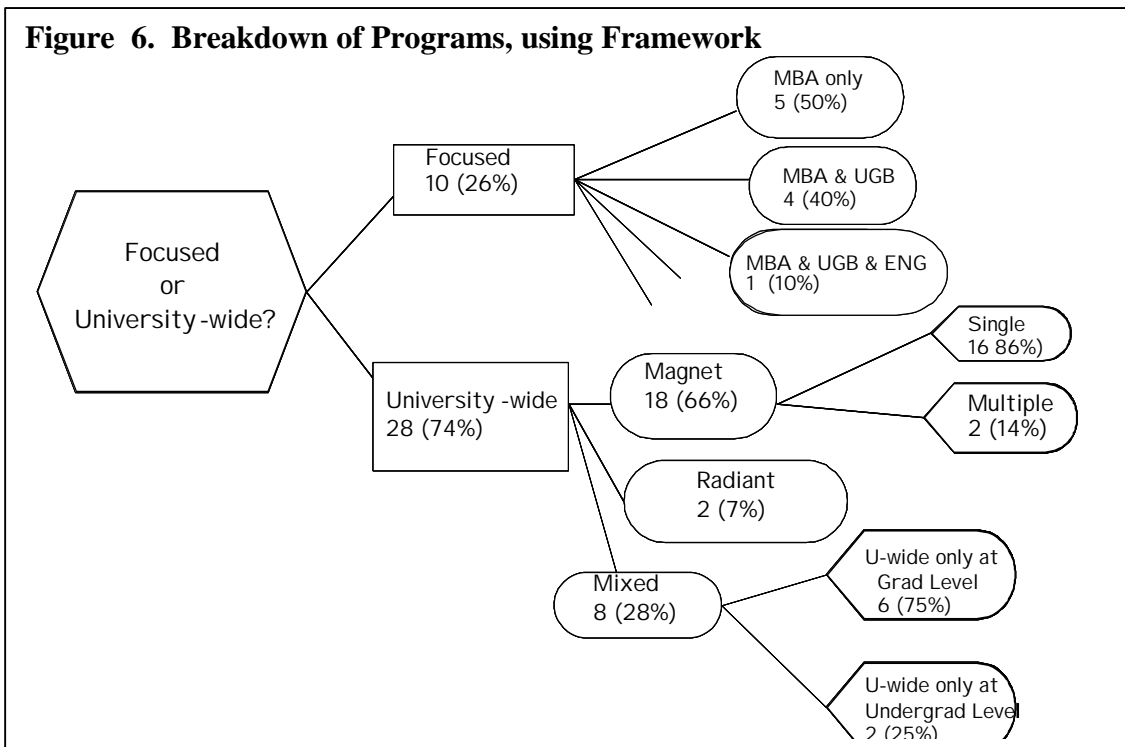 Figure 6. Breakdown of Programs, using Framework
MBA only
5 (50%)
Focused
10 (26%)
MBA & UGB
4 (40%)
Focused
or
University-wide?
MBA & UGB & ENG
1 (10%)
Single
16 86%)
Magnet
18 (66%)
University-wide
28 (74%)
Multiple
2 (14%)
Radiant
2 (7%)
Mixed
8 (28%)
U-wide only at
Grad Level
6 (75%)
U-wide only at
Undergrad Level
2 (25%)